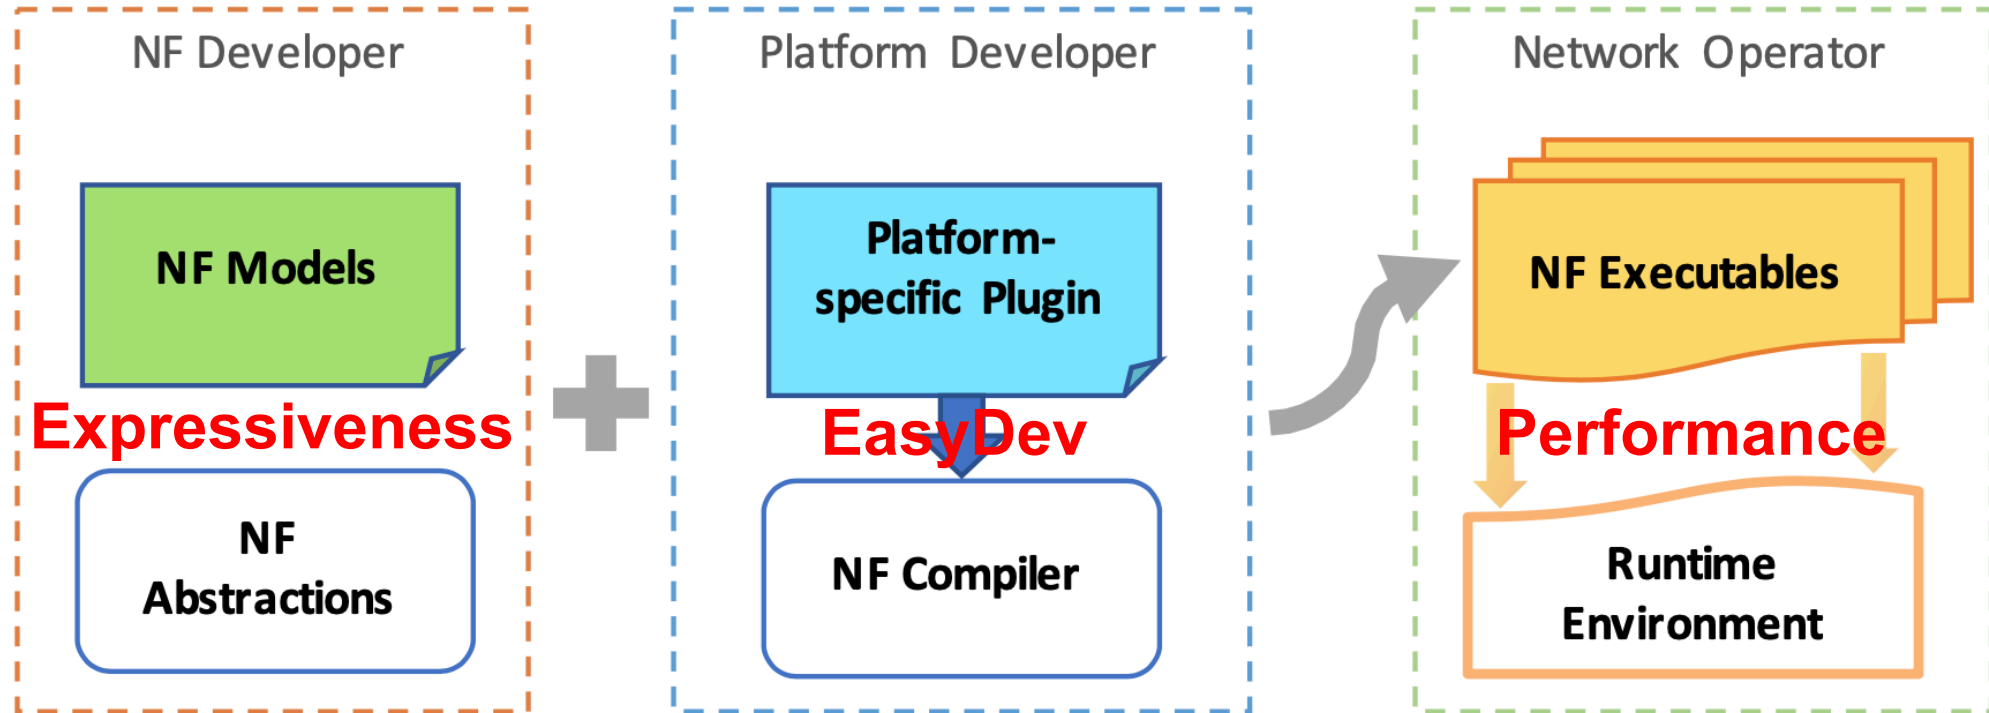 NF Developer
NF Models
Expressiveness
NF
Abstractions
Platform Developer
Platform-
specific Plugin
EasyDev
NF Compiler
Network Operator
NF Executables
Performance
Runtime
Environment